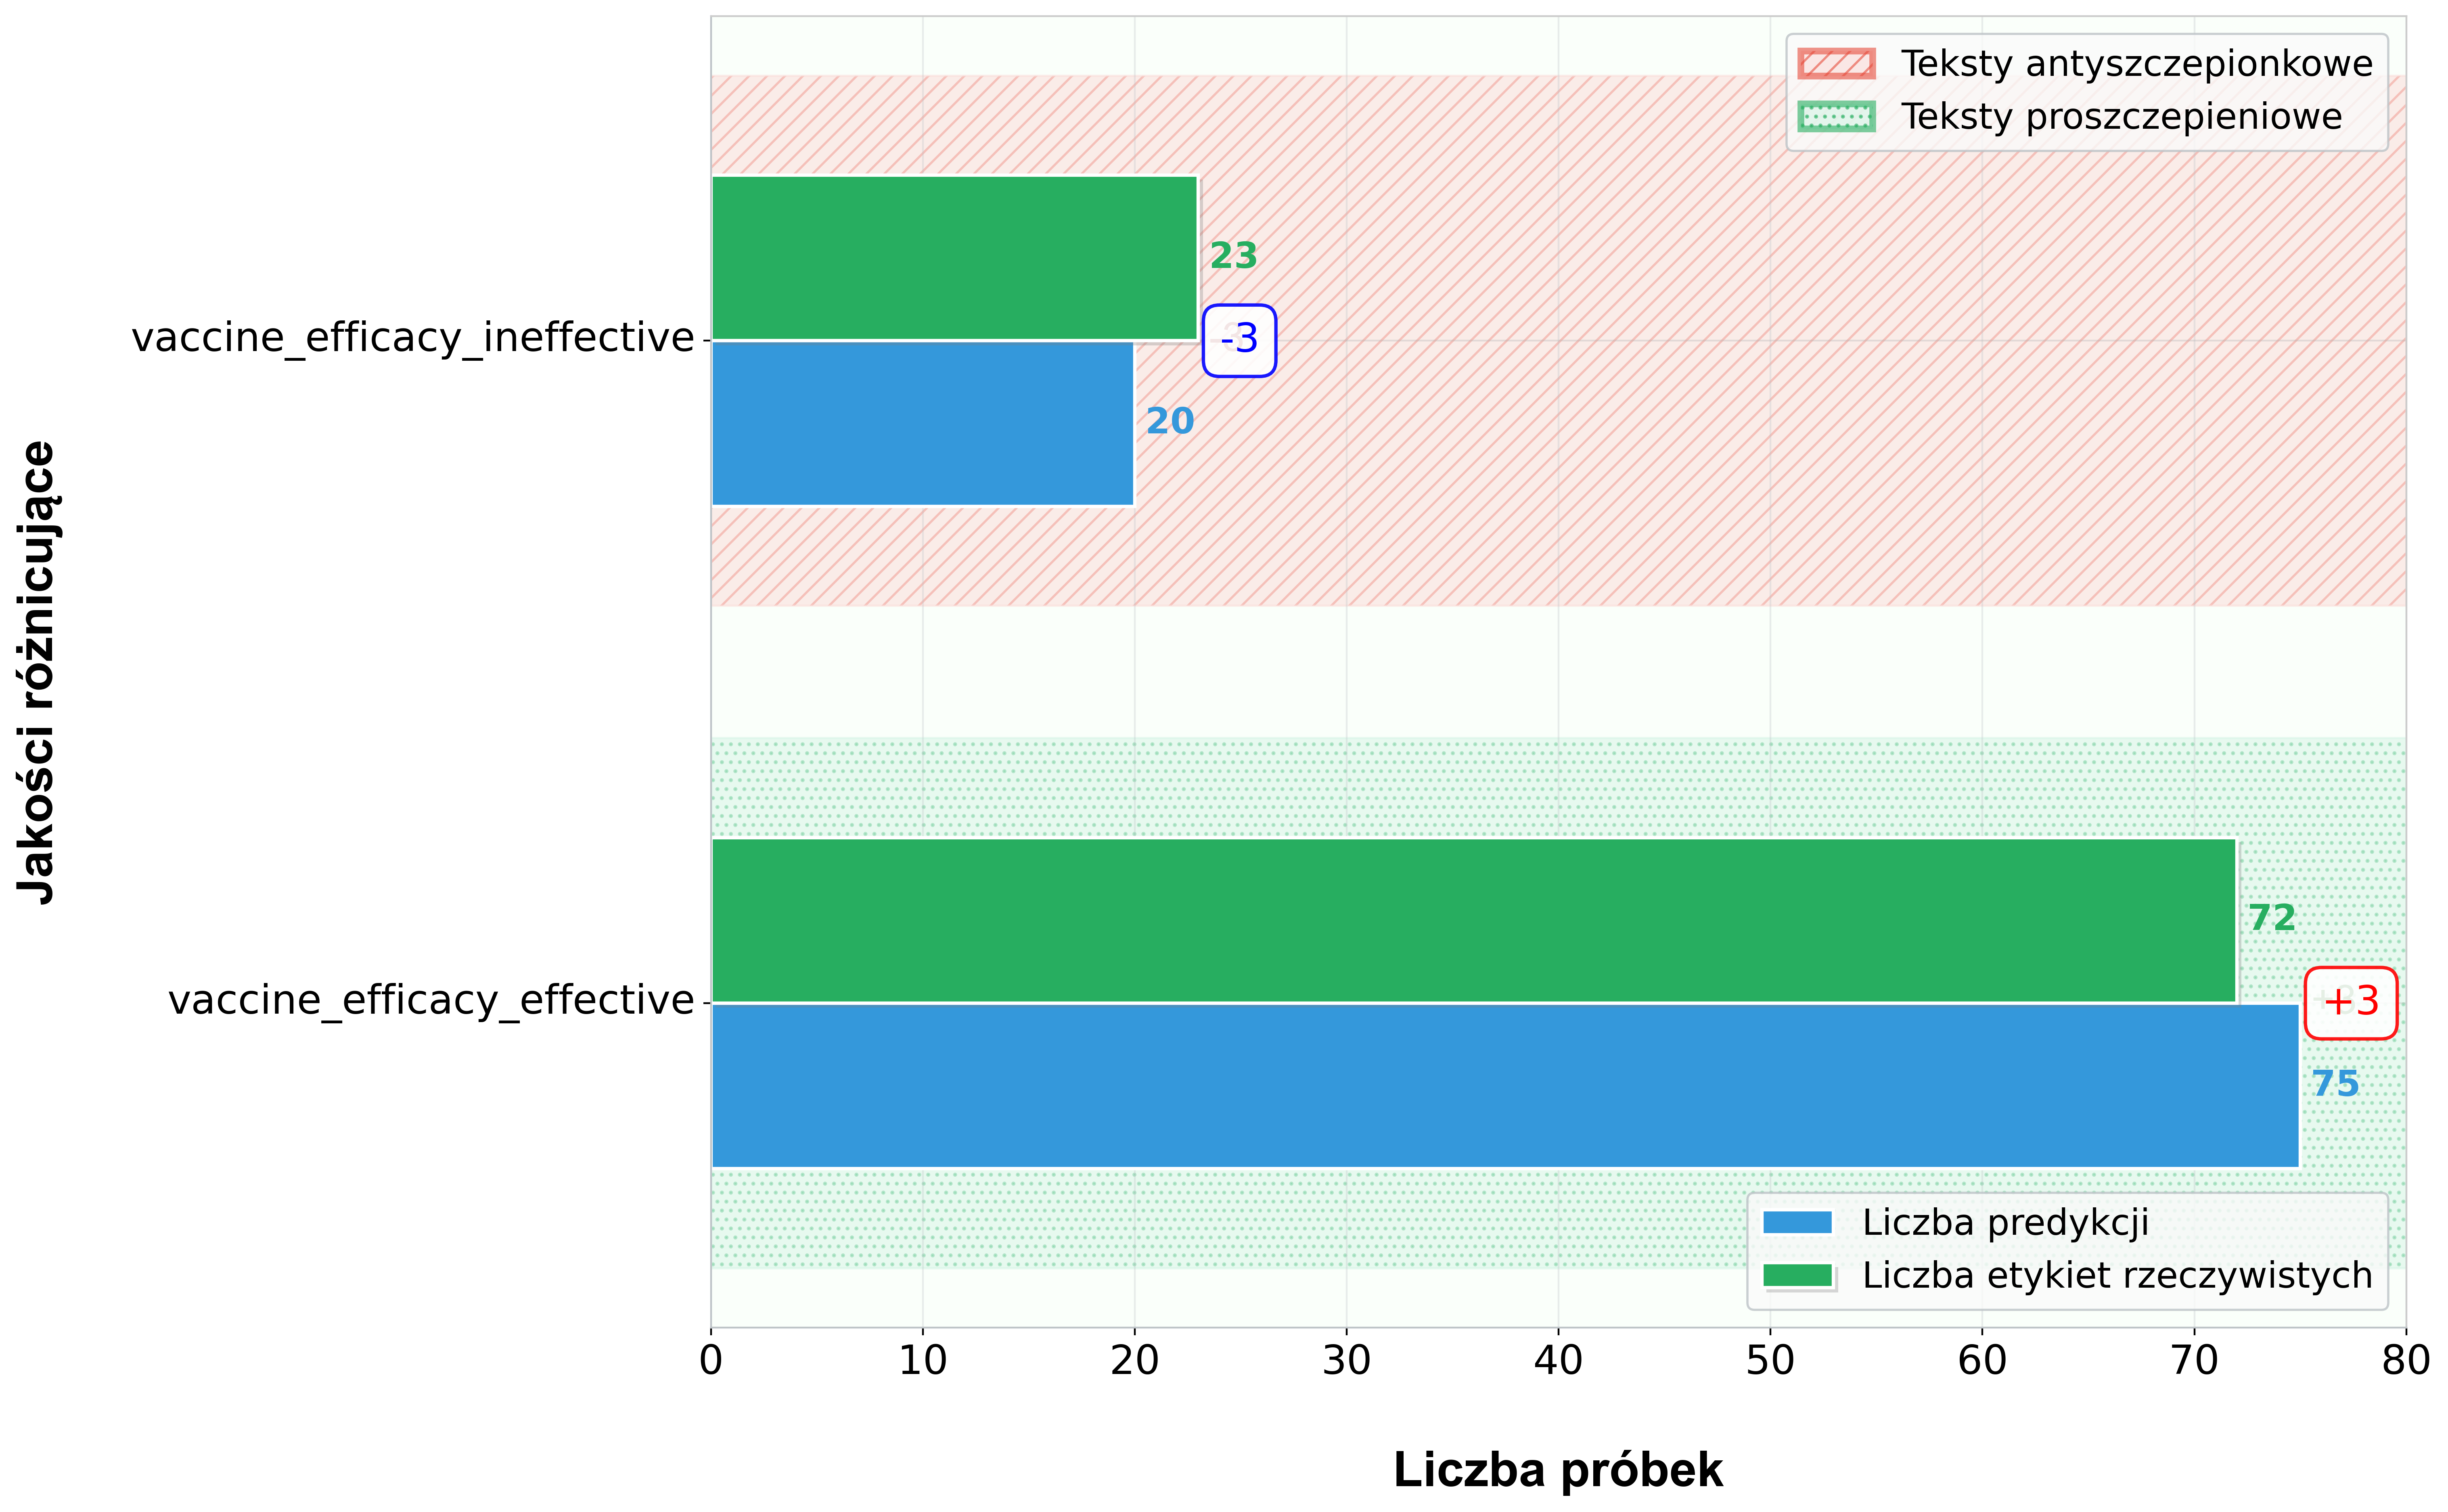 Teksty antyszczepionkowe
Teksty proszczepieniowe
23
vaccine_efficacy_ineffective
-3
20
Jakości różnicujące
72
vaccine_efficacy_effective
+3
75
Liczba predykcji
Liczba etykiet rzeczywistych
0 10 20 30 40 50 60 70 80
Liczba próbek